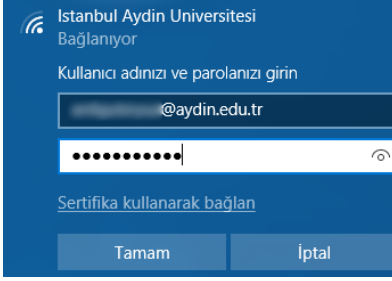 Istanbul Aydin Universitesi
Bağlanıyor
Kullanıcı adınızı ve parolanızı girin
@aydin.edu.tr
●●●●●●●●●●●
Sertifika kullanarak bağlan
Tamam
İptal